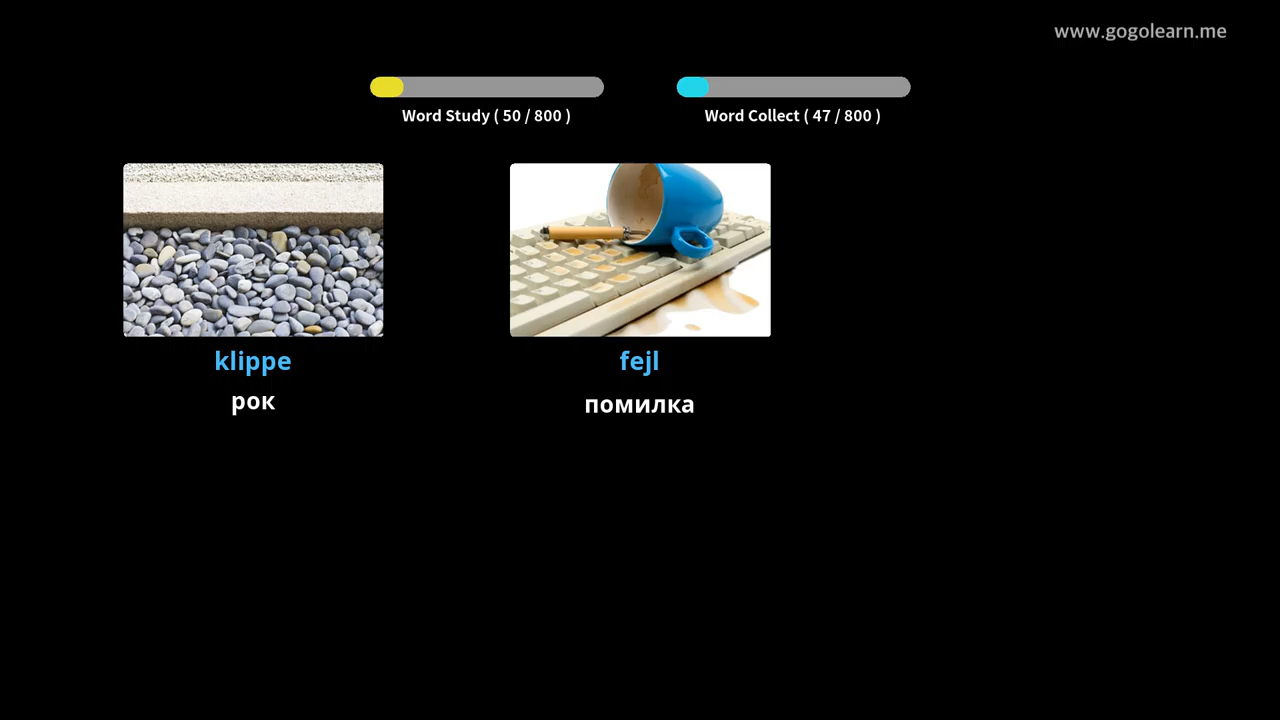 www.gogolearn.me
Word Study ( 50 / 800 )
Word Collect ( 47 / 800 )
klippe
fejl
рок
помилка